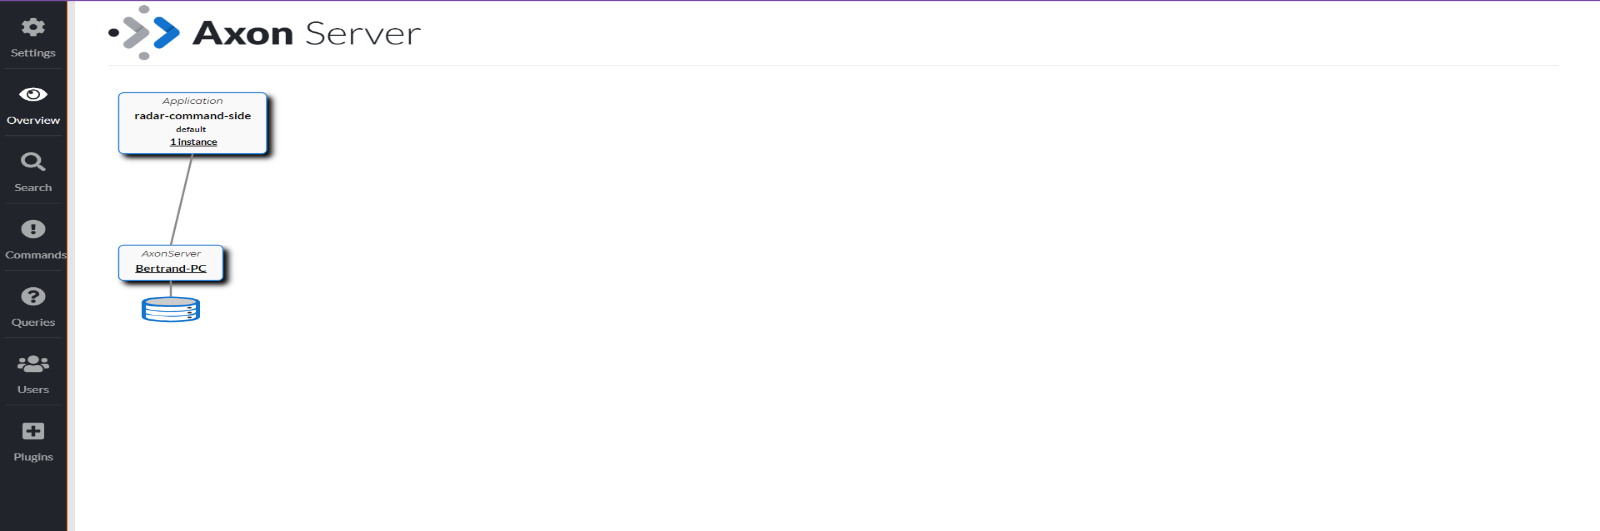 Settings
Overview
Search
Commands
Queries
Users
Plugins
Axon Server
Application
radar-command-side
default
1 instance
AxonServer
Bertrand-PC